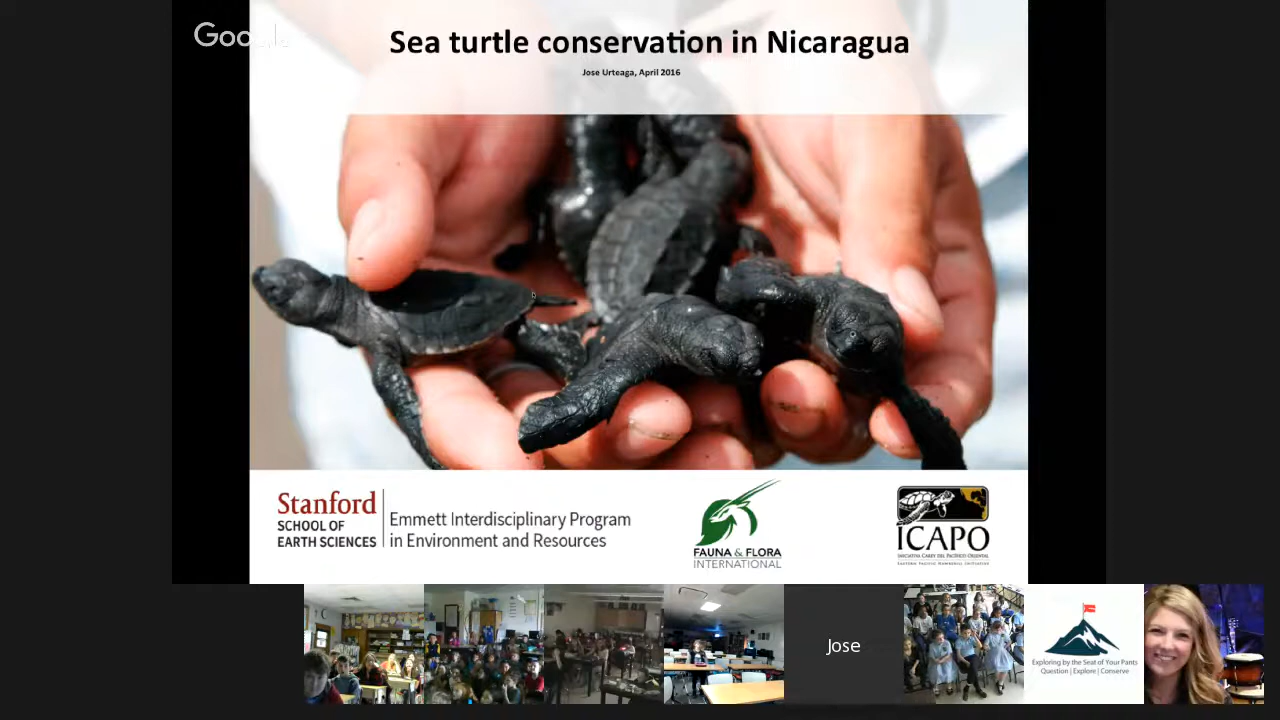 Google
Sea turtle conservation in Nicaragua
Jose Urteaga, April 2016
Stanford
SCHOOL OF
EARTH SCIENCES
Emmett Interdisciplinary Program
in Environment and Resources
FAUNA & FLORA
INTERNATIONAL
ICAPO
INICIATIVA CAREY DEL PACIFICO ORIENTAL
EASTERN PACIFIC HAWKSBILL INITIATIVE
Jose
Exploring by the Seat of Your Pants
Question | Explore | Conserve